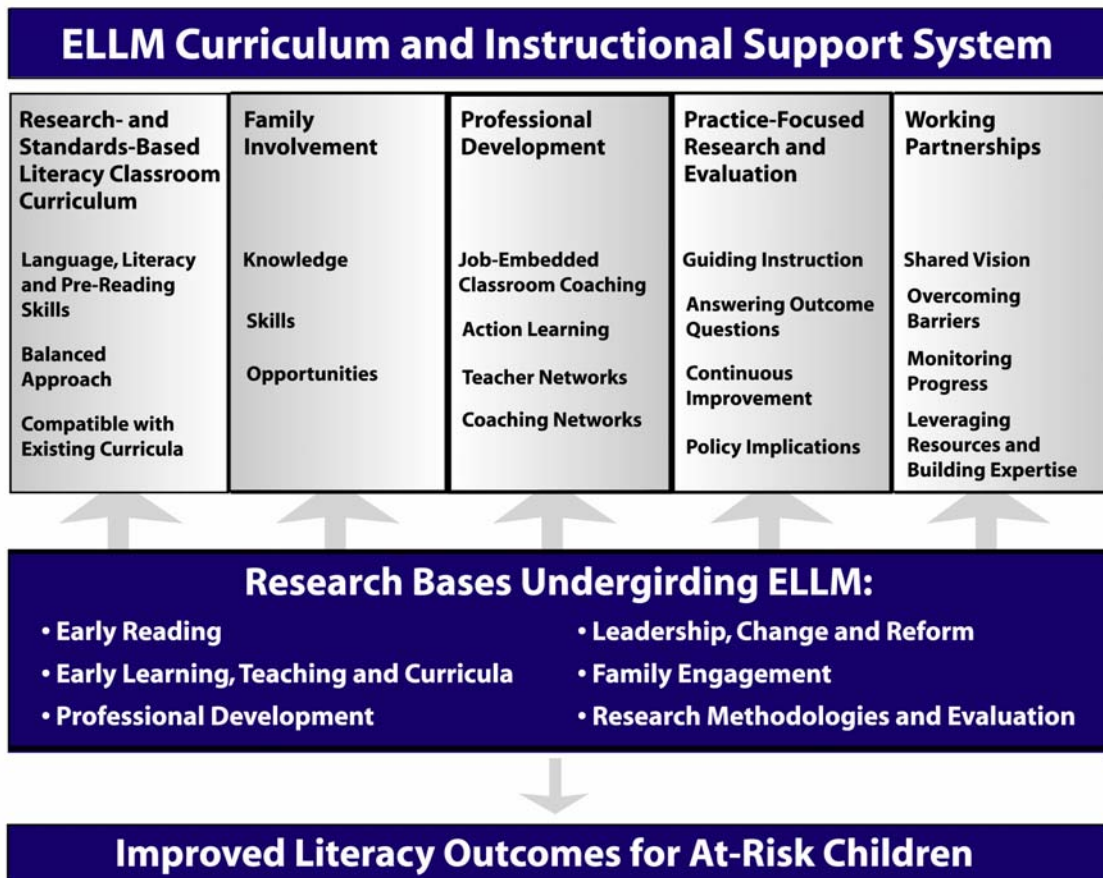 ELLM Curriculum and Instructional Support System
Research- and
Standards-Based
Literacy Classroom
Curriculum
Language, Literacy
and Pre-Reading
Skills
Balanced
Approach
Compatible with
Existing Curricula
Family
Involvement
Knowledge
Skills
Opportunities
Professional
Development
Job-Embedded
Classroom Coaching
Action Learning
Teacher Networks
Coaching Networks
Practice-Focused
Research and
Evaluation
Guiding Instruction
Answering Outcome
Questions
Continuous
Improvement
Policy Implications
Working
Partnerships
Shared Vision
Overcoming
Barriers
Monitoring
Progress
Leveraging
Resources and
Building Expertise
Research Bases Undergirding ELLM:
• Early Reading
• Early Learning, Teaching and Curricula
• Professional Development
• Leadership, Change and Reform
• Family Engagement
• Research Methodologies and Evaluation
Improved Literacy Outcomes for At-Risk Children